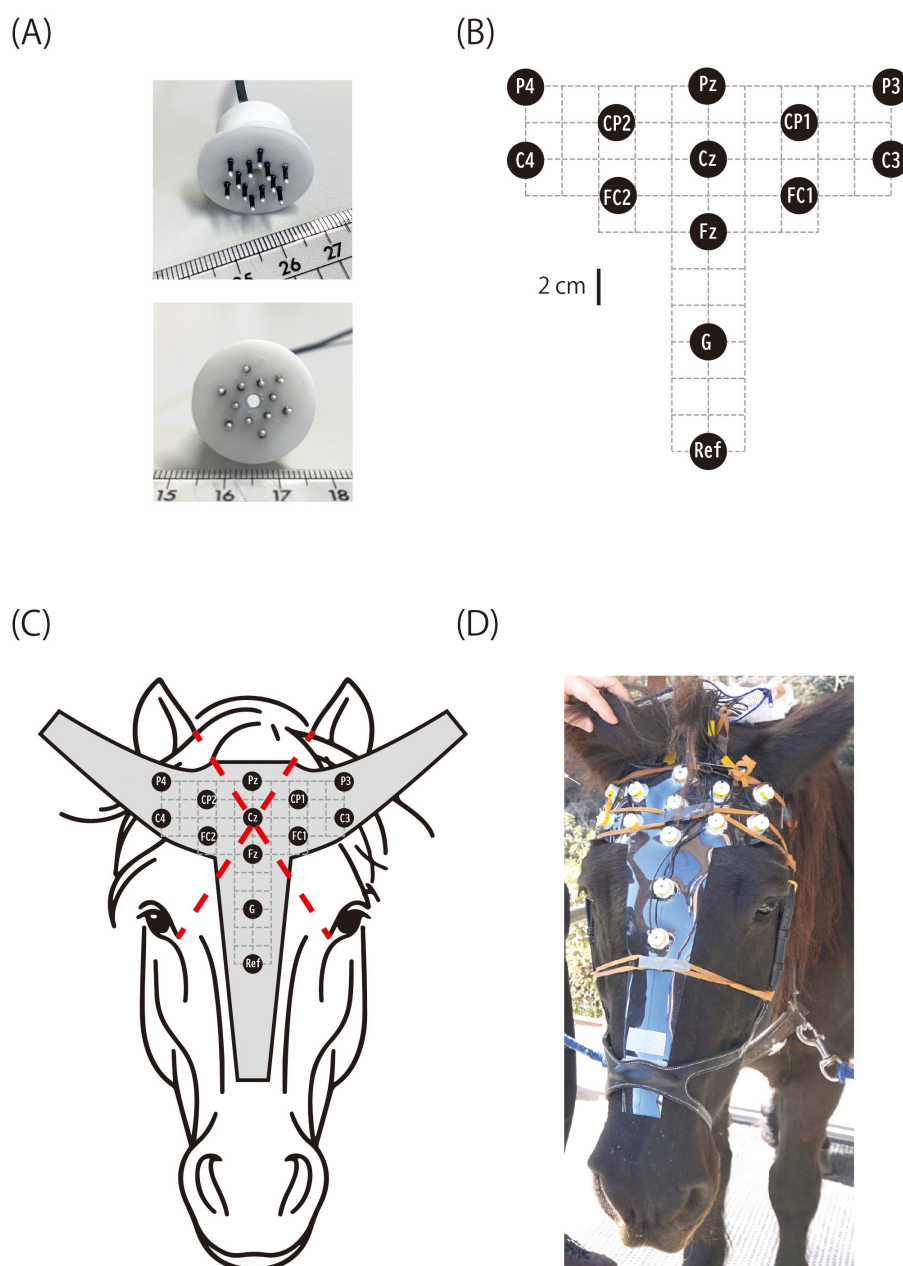 (A)
(B)
25 26 27
15 16 17 18
P4 Pz P3
CP2 CP1
C4 Cz C3
FC2 FC1
Fz
2 cm
G
Ref
(C)
(D)
P4 Pz P3
CP2 CP1
C4 Cz C3
FC2 FC1
Fz
G
Ref